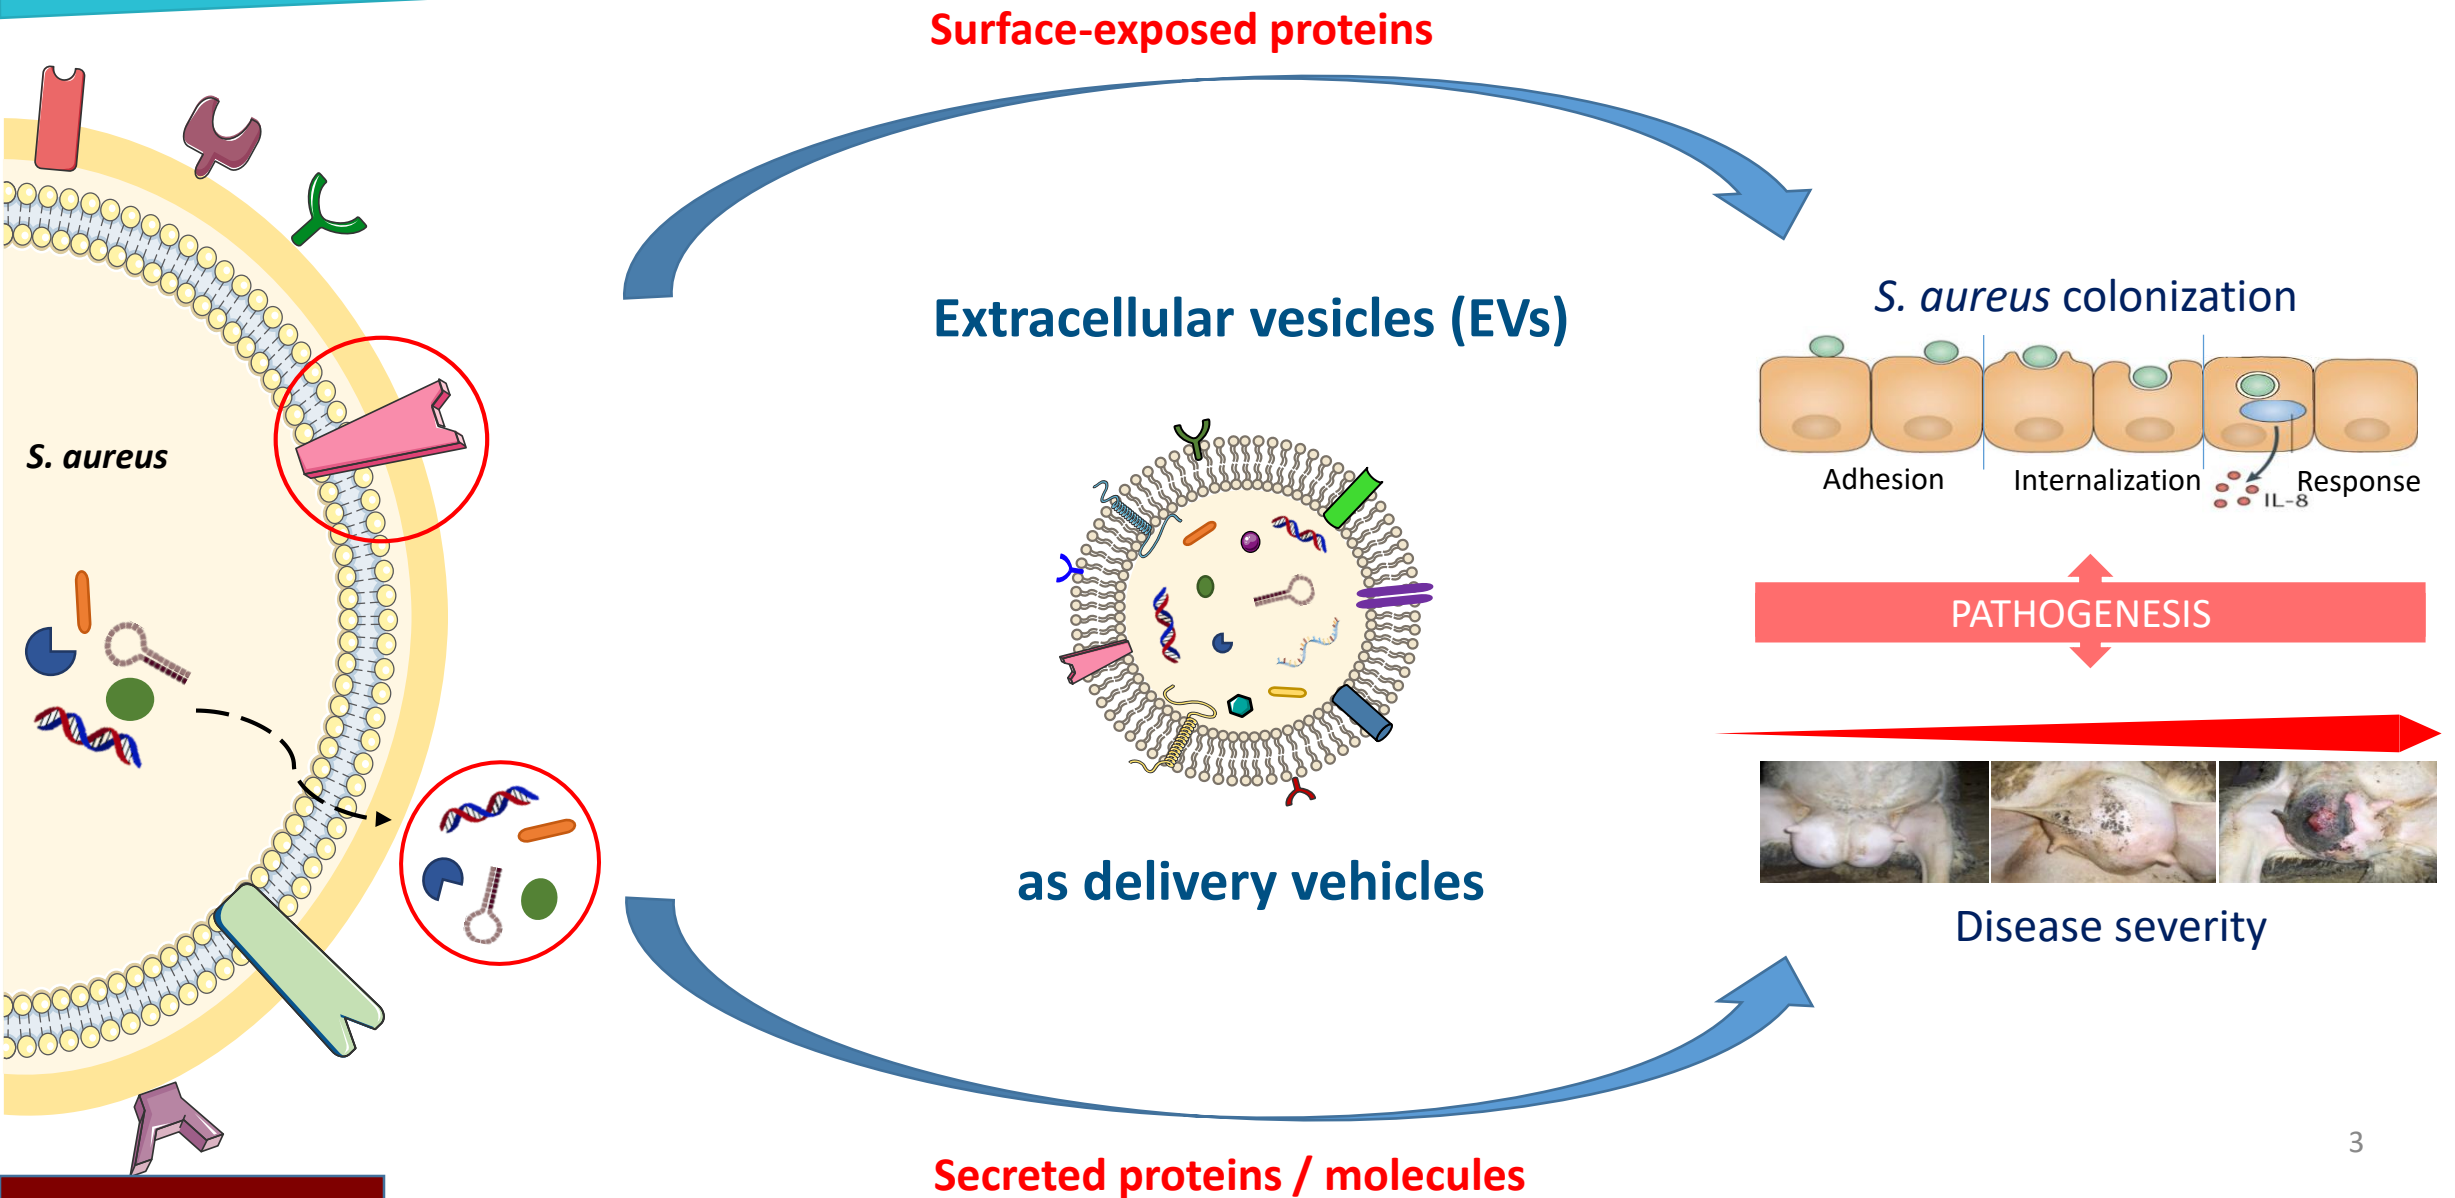 Surface-exposed proteins
S. aureus
Extracellular vesicles (EVs)
as delivery vehicles
S. aureus colonization
Adhesion
Internalization
IL-8
Response
PATHOGENESIS
Disease severity
Secreted proteins / molecules
3